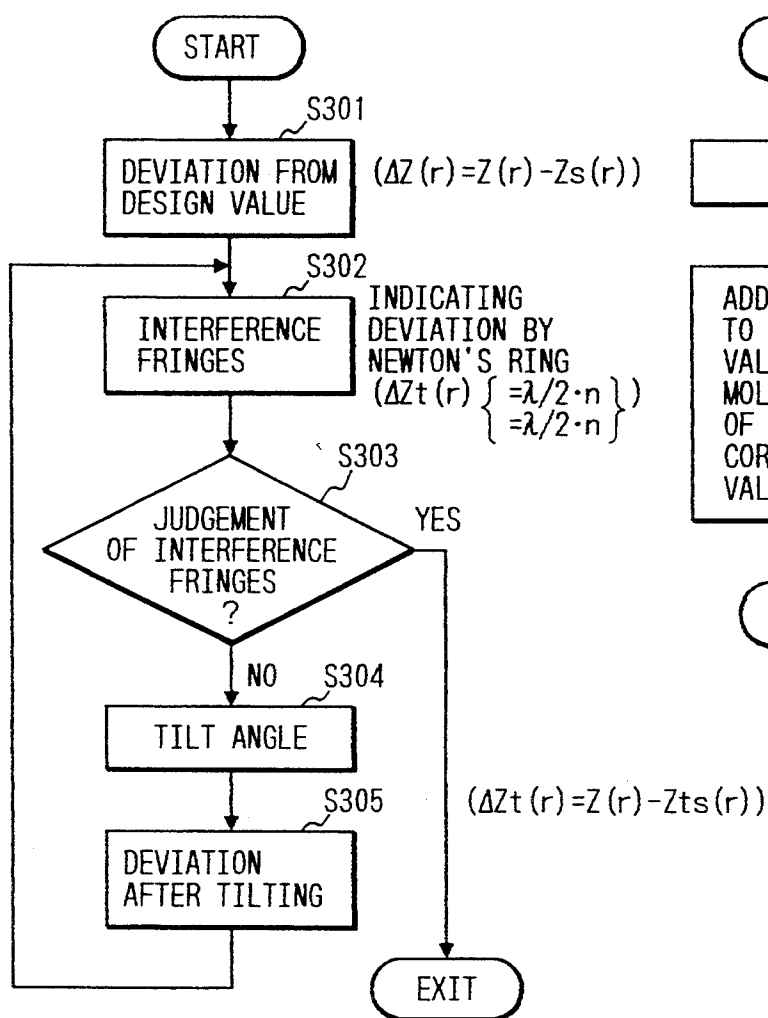 START
S301
DEVIATION FROM
DESIGN VALUE
(ΔZ(r)=Z(r)-Zs(r))
S302
INTERFERENCE
FRINGES
INDICATING
DEVIATION BY
NEWTON'S RING
(ΔZt(r){=λ/2·n})
=λ/2·n
S303
JUDGEMENT
OF INTERFERENCE
FRINGES
?
YES
NO
S304
TILT ANGLE
S305
DEVIATION
AFTER TILTING
(ΔZt(r)=Z(r)-Zts(r))
EXIT
ADD
TO
VAL
MOL
OF
COR
VAL